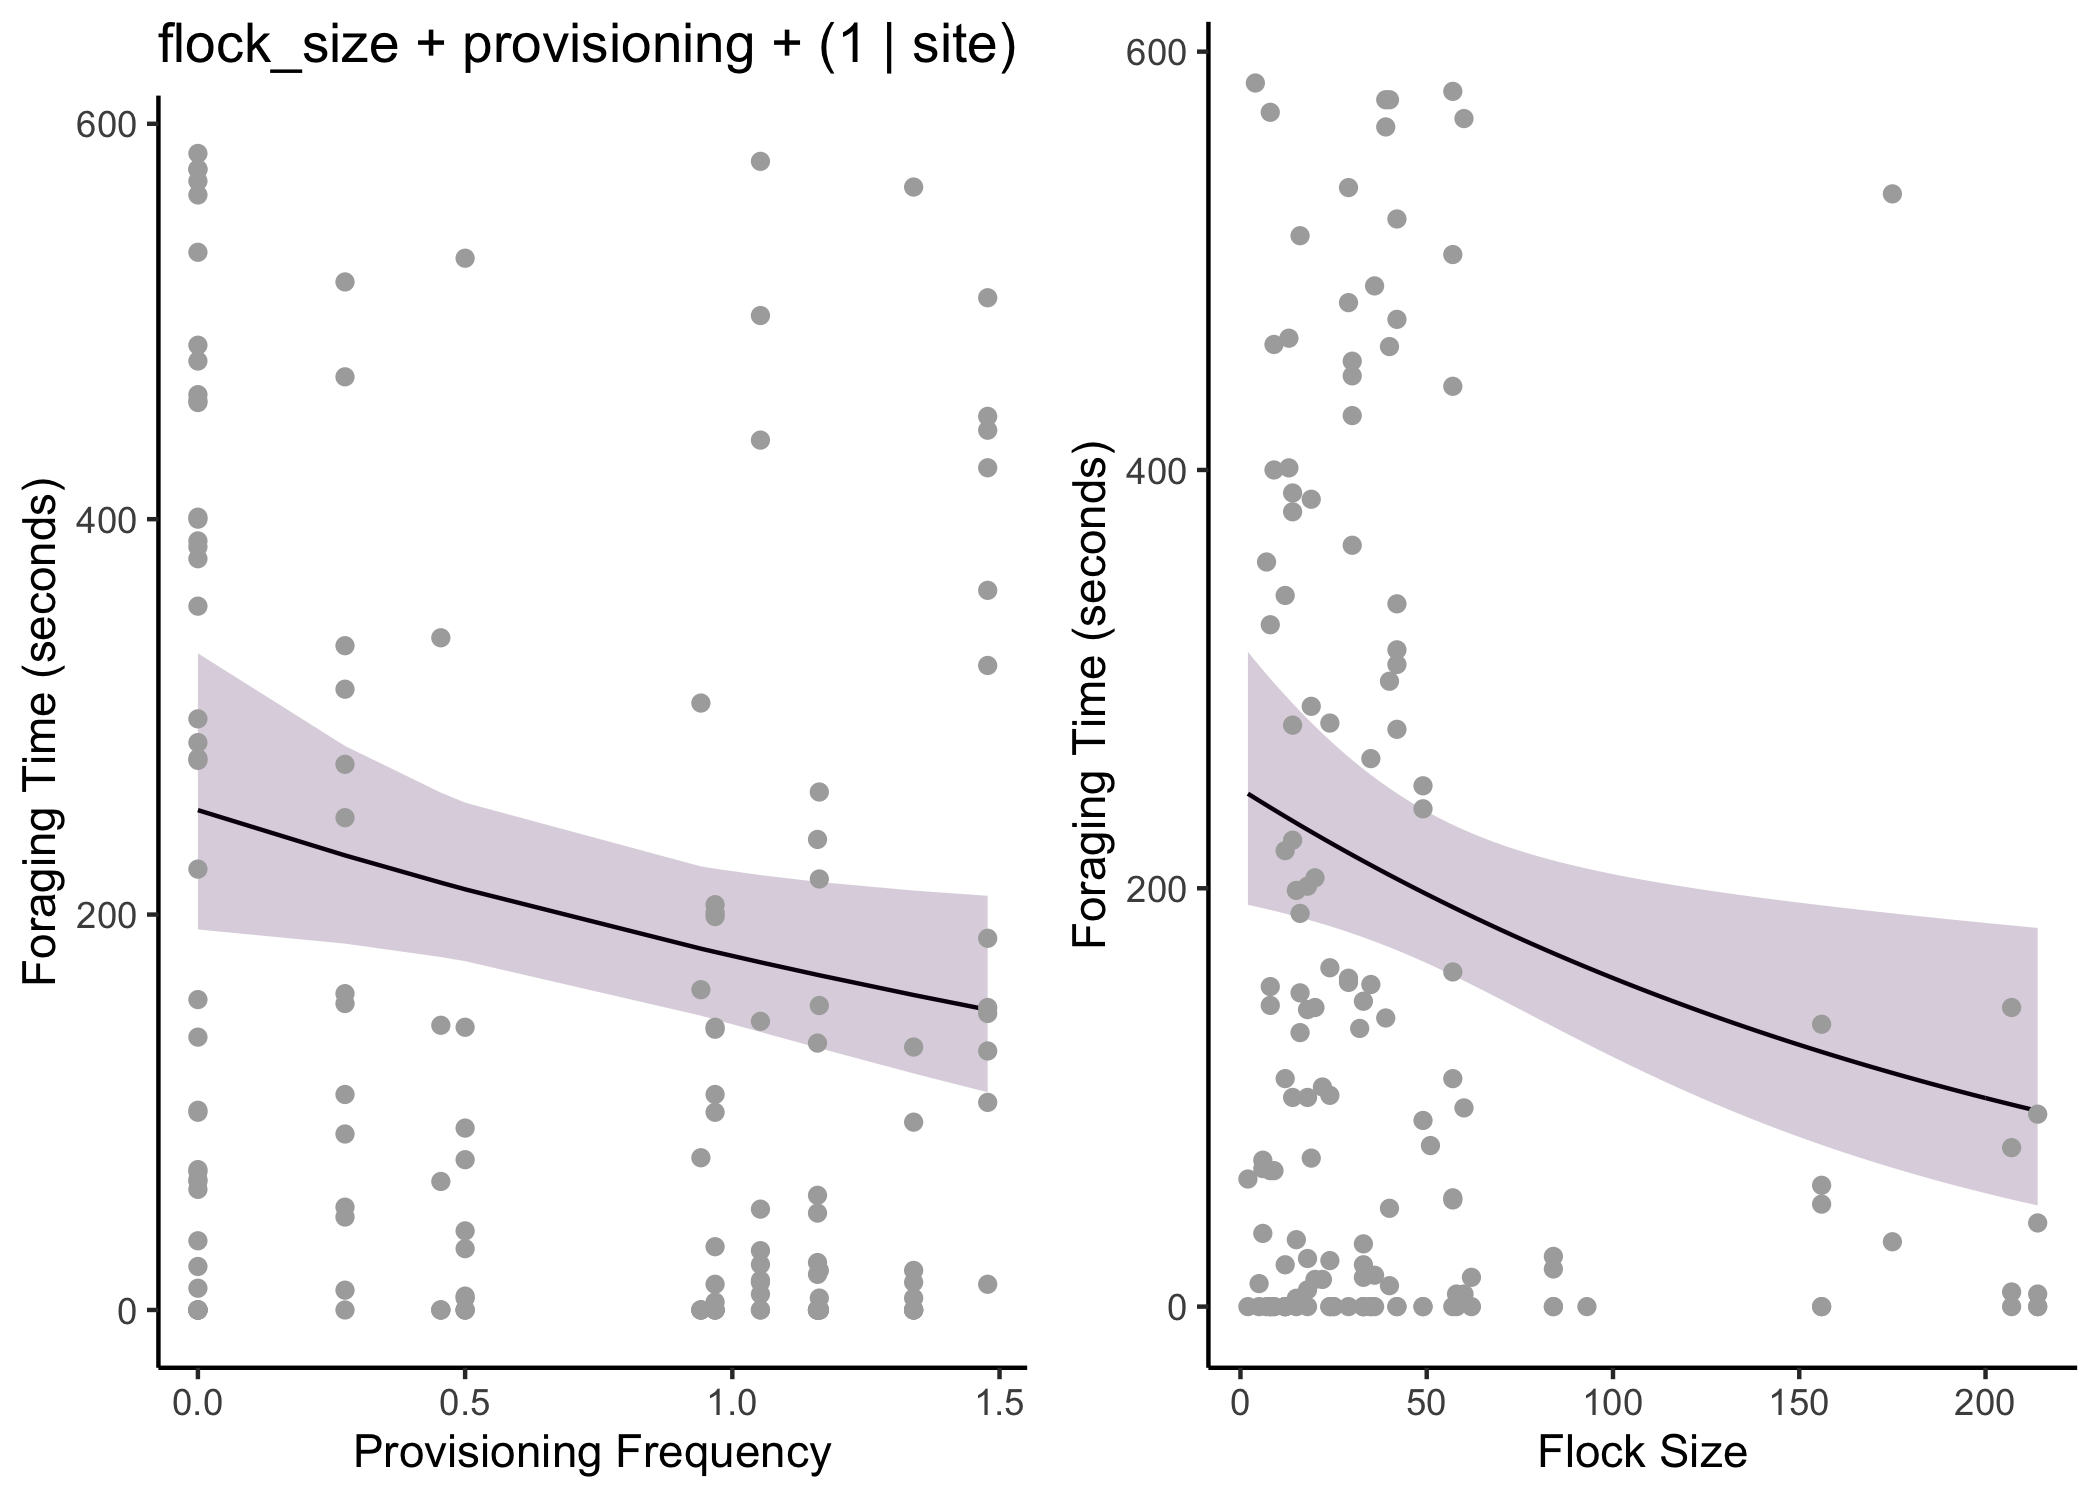 flock_size + provisioning + (1 | site)
Foraging Time (seconds)
600
400
200
0
0.0 0.5 1.0 1.5
Provisioning Frequency
Foraging Time (seconds)
600
400
200
0
0 50 100 150 200
Flock Size